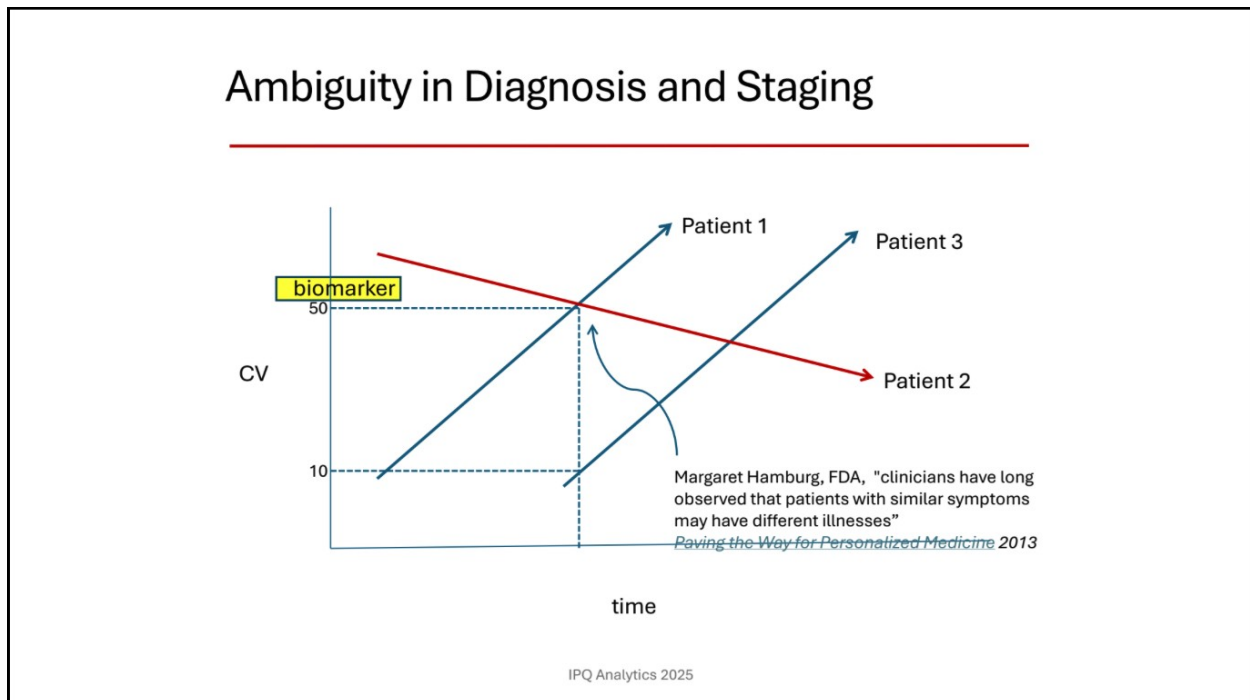 Ambiguity in Diagnosis and Staging
Patient 1
Patient 3
biomarker
50
CV
Patient 2
10
Margaret Hamburg, FDA, "clinicians have long
observed that patients with similar symptoms
may have different illnesses”
Paving the Way for Personalized Medicine 2013
time
IPQ Analytics 2025